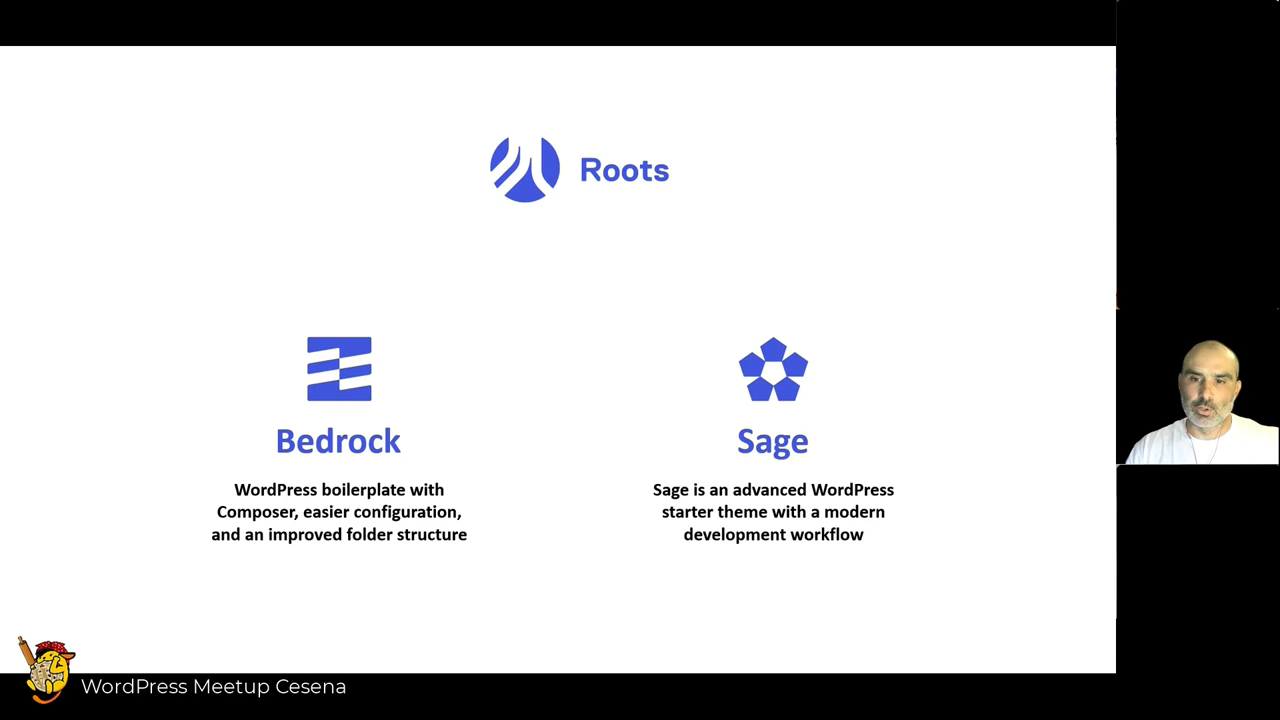 Roots
Bedrock
WordPress boilerplate with
Composer, easier configuration,
and an improved folder structure
Sage
Sage is an advanced WordPress
starter theme with a modern
development workflow
WordPress Meetup Cesena